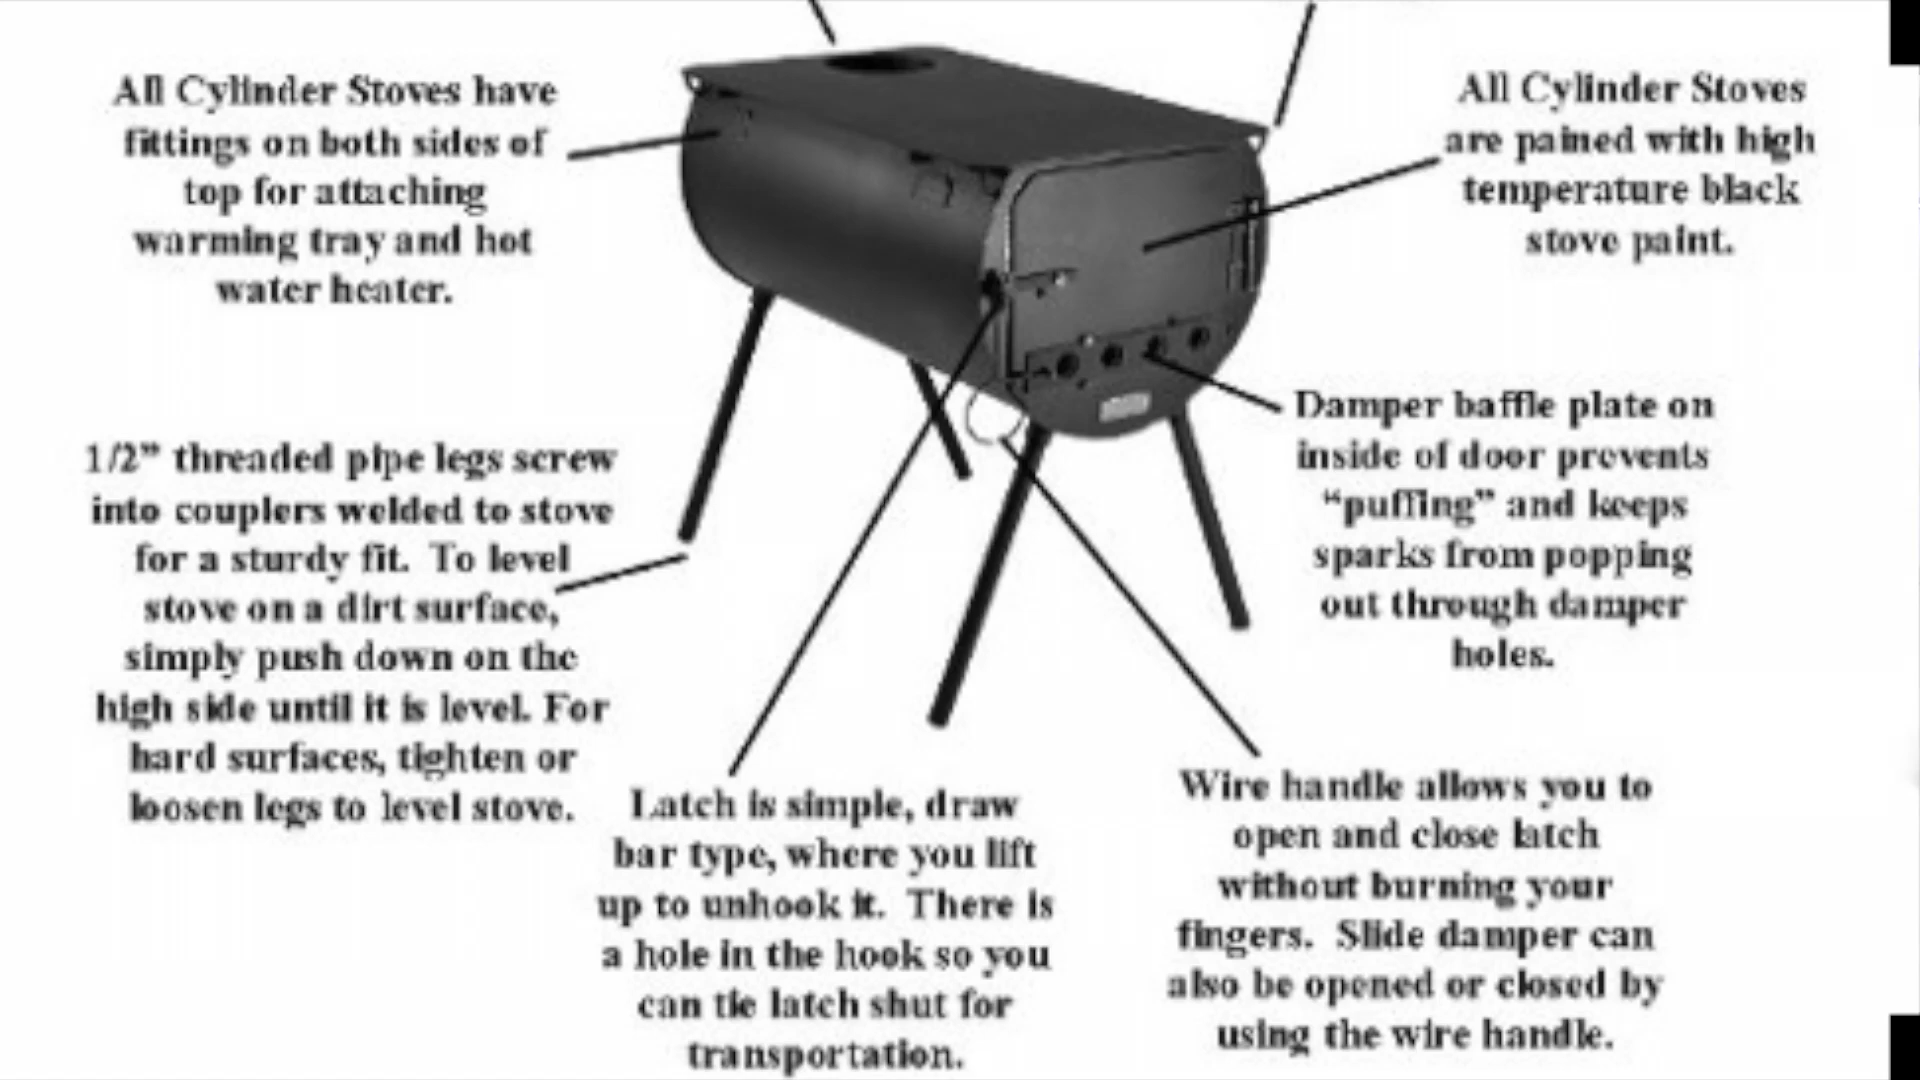 All Cylinder Stoves have
fittings on both sides of
top for attaching
warming tray and hot
water heater.
All Cylinder Stoves
are pained with high
temperature black
stove paint.
1/2” threaded pipe legs screw
into couplers welded to stove
for a sturdy fit. To level
stove on a dirt surface,
simply push down on the
high side until it is level. For
hard surfaces, tighten or
loosen legs to level stove.
Damper baffle plate on
inside of door prevents
“puffing” and keeps
sparks from popping
out through damper
holes.
Latch is simple, draw
bar type, where you lift
up to unhook it. There is
a hole in the hook so you
can tie latch shut for
transportation.
Wire handle allows you to
open and close latch
without burning your
fingers. Slide damper can
also be opened or closed by
using the wire handle.